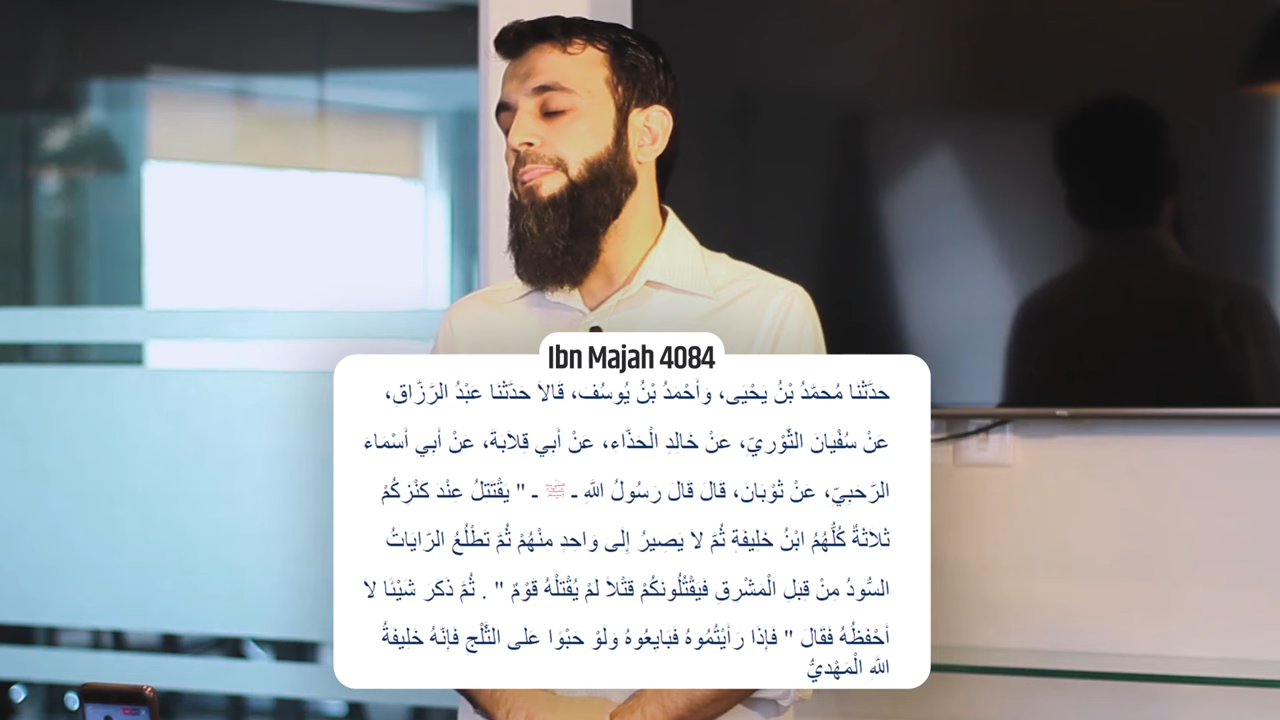 Ibn Majah 4084
حَدَّثَنَا مُحَمَّدُ بْنُ يَحْيَى، وَأَحْمَدُ بْنُ يُوسُفَ، قَالاَ حَدَّثَنَا عَبْدُ الرَّزَّاقِ،
عَنْ سُفْيَانَ الثَّوْرِيِّ، عَنْ خَالِدٍ الْحَذَّاءِ، عَنْ أَبِي قِلاَبَةَ، عَنْ أَبِي أَسْمَاءَ
الرَّحَبِيِّ، عَنْ ثَوْبَانَ، قَالَ قَالَ رَسُولُ اللَّهِ ـ ﷺ ـ " يَقْتَتِلُ عِنْدَ كَنْزِكُمْ
ثَلاَثَةٌ كُلُّهُمُ ابْنُ خَلِيفَةٍ ثُمَّ لاَ يَصِيرُ إِلَى وَاحِدٍ مِنْهُمْ ثُمَّ تَطْلُعُ الرَّايَاتُ
السُّودُ مِنْ قِبَلِ الْمَشْرِقِ فَيَقْتُلُونَكُمْ قَتْلاً لَمْ يُقْتَلْهُ قَوْمٌ " . ثُمَّ ذَكَرَ شَيْئًا لاَ
أَحْفَظُهُ فَقَالَ " فَإِذَا رَأَيْتُمُوهُ فَبَايِعُوهُ وَلَوْ حَبْوًا عَلَى الثَّلْجِ فَإِنَّهُ خَلِيفَةُ
اللَّهِ الْمَهْدِيُّ